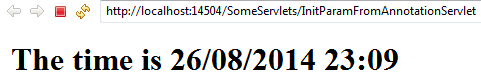 http://localhost:14504/SomeServlets/InitParamFromAnnotationServlet
The time is 26/08/2014 23:09